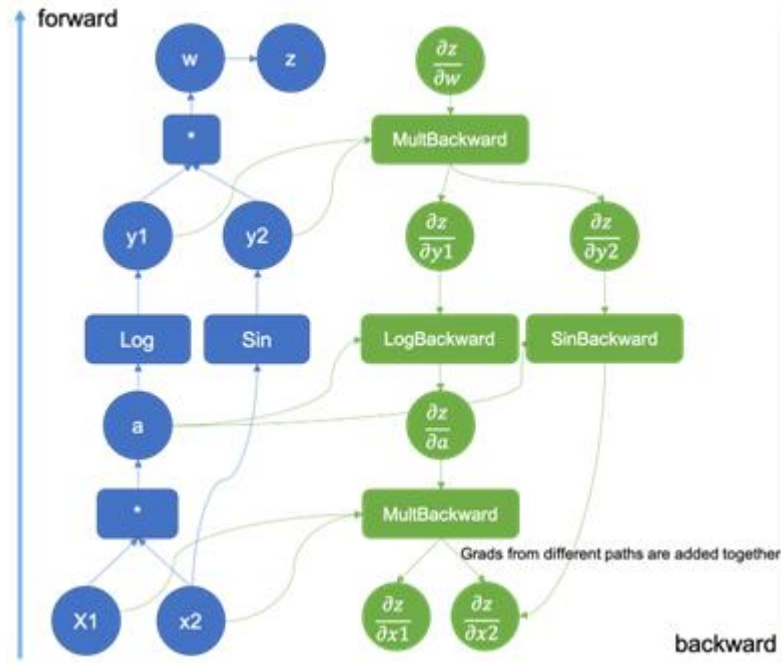 forward
w
z
∂z
∂w
*
MultBackward
y1
y2
∂z
∂y1
∂z
∂y2
Log
Sin
LogBackward
SinBackward
a
∂z
∂a
*
MultBackward
Grads from different paths are added together
X1
x2
∂z
∂x1
∂z
∂x2
backward